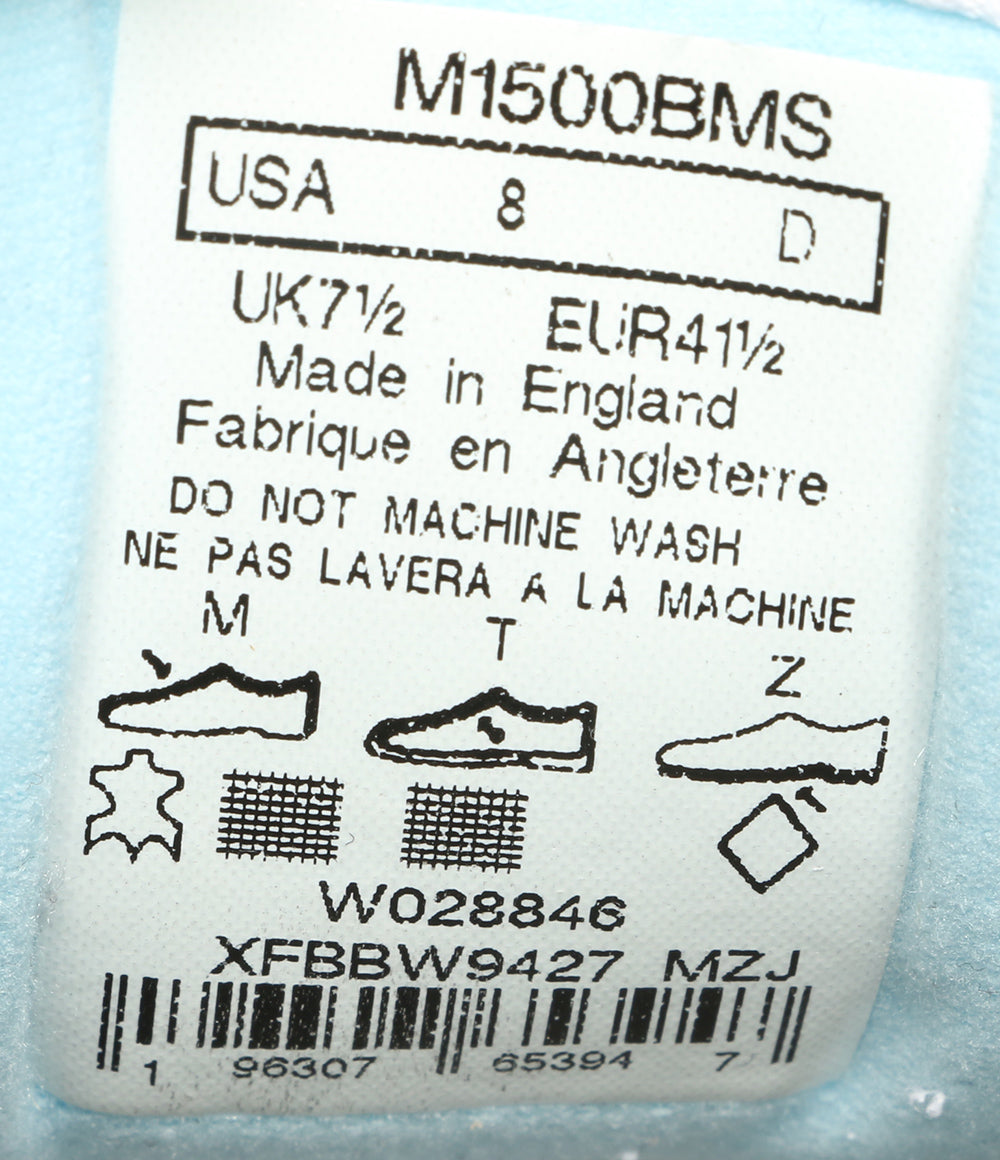 M1500BMS
USA 8 D
UK7½ EUR41½
Made in England
Fabrique en Angleterre
DO NOT MACHINE WASH
NE PAS LAVERA A LA MACHINE
M T Z
W028846
XFBBW9427 MZJ
1 96307 65394 7